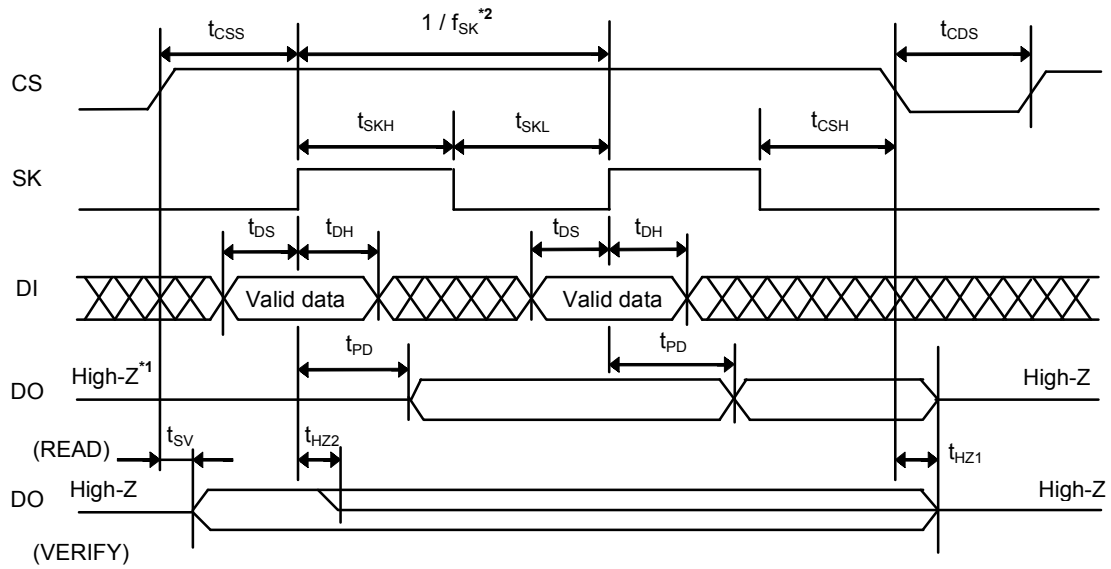 tCSS
1 / fSK*2
tCDS
CS
tSKH
tSKL
tCSH
SK
tDS
tDH
tDS
tDH
DI
Valid data
Valid data
tPD
tPD
DO
High-Z*1
High-Z
(READ)
tSV
tHZ2
tHZ1
DO
High-Z
High-Z
(VERIFY)